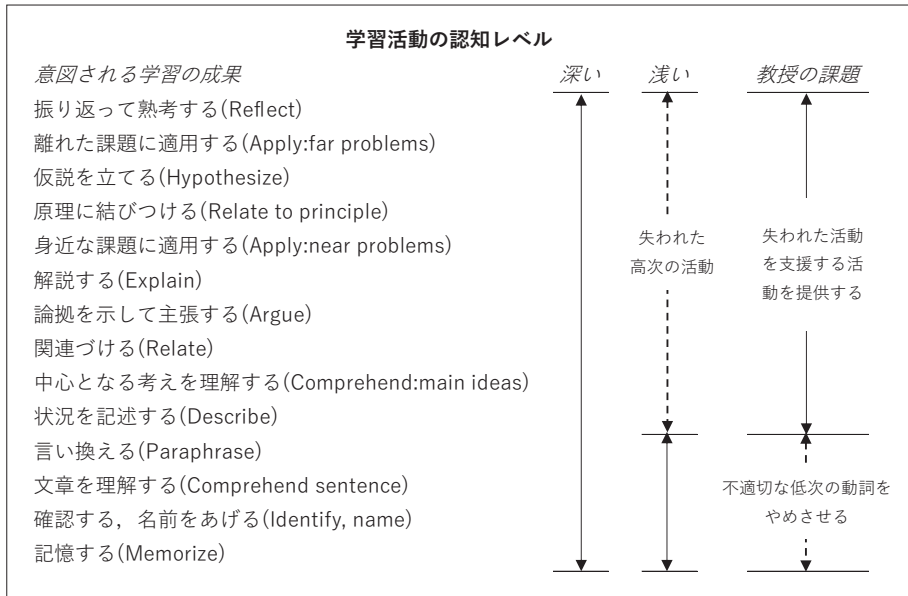 学習活動の認知レベル
意図される学習の成果 深い 浅い 教授の課題
振り返って熟考する(Reflect)
離れた課題に適用する(Apply:far problems)
仮説を立てる(Hypothesize)
原理に結びつける(Relate to principle)
身近な課題に適用する(Apply:near problems)
解説する(Explain)
論拠を示して主張する(Argue)
関連づける(Relate)
中心となる考えを理解する(Comprehend:main ideas)
状況を記述する(Describe)
言い換える(Paraphrase)
文章を理解する(Comprehend sentence)
確認する，名前をあげる(Identify, name)
記憶する(Memorize)
失われた
高次の活動
失われた活動
を支援する活
動を提供する
不適切な低次の動詞を
やめさせる